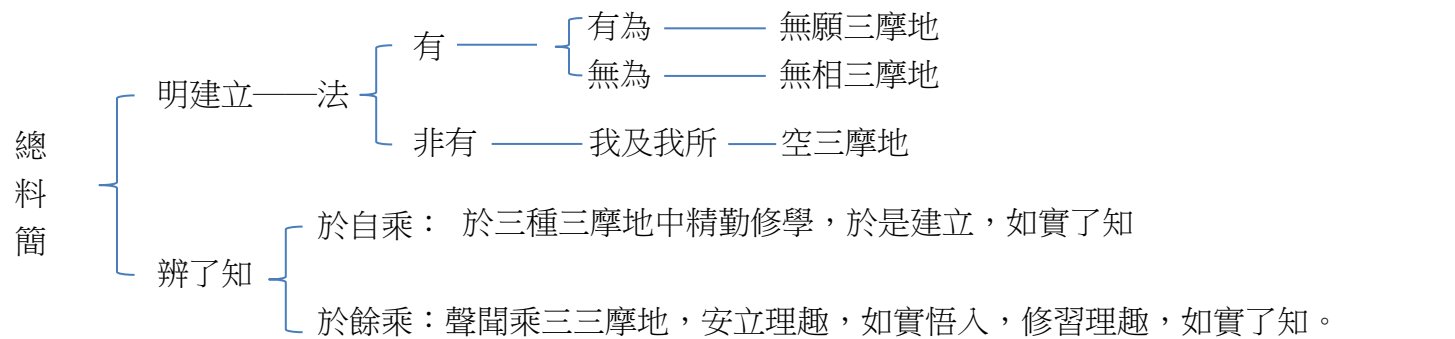 總料簡
明建立——法
有
有為 無願三摩地
無為 無相三摩地
非有 我及我所 空三摩地
辨了知
於自乘： 於三種三摩地中精勤修學，於是建立，如實了知
於餘乘：聲聞乘三三摩地，安立理趣，如實悟入，修習理趣，如實了知。